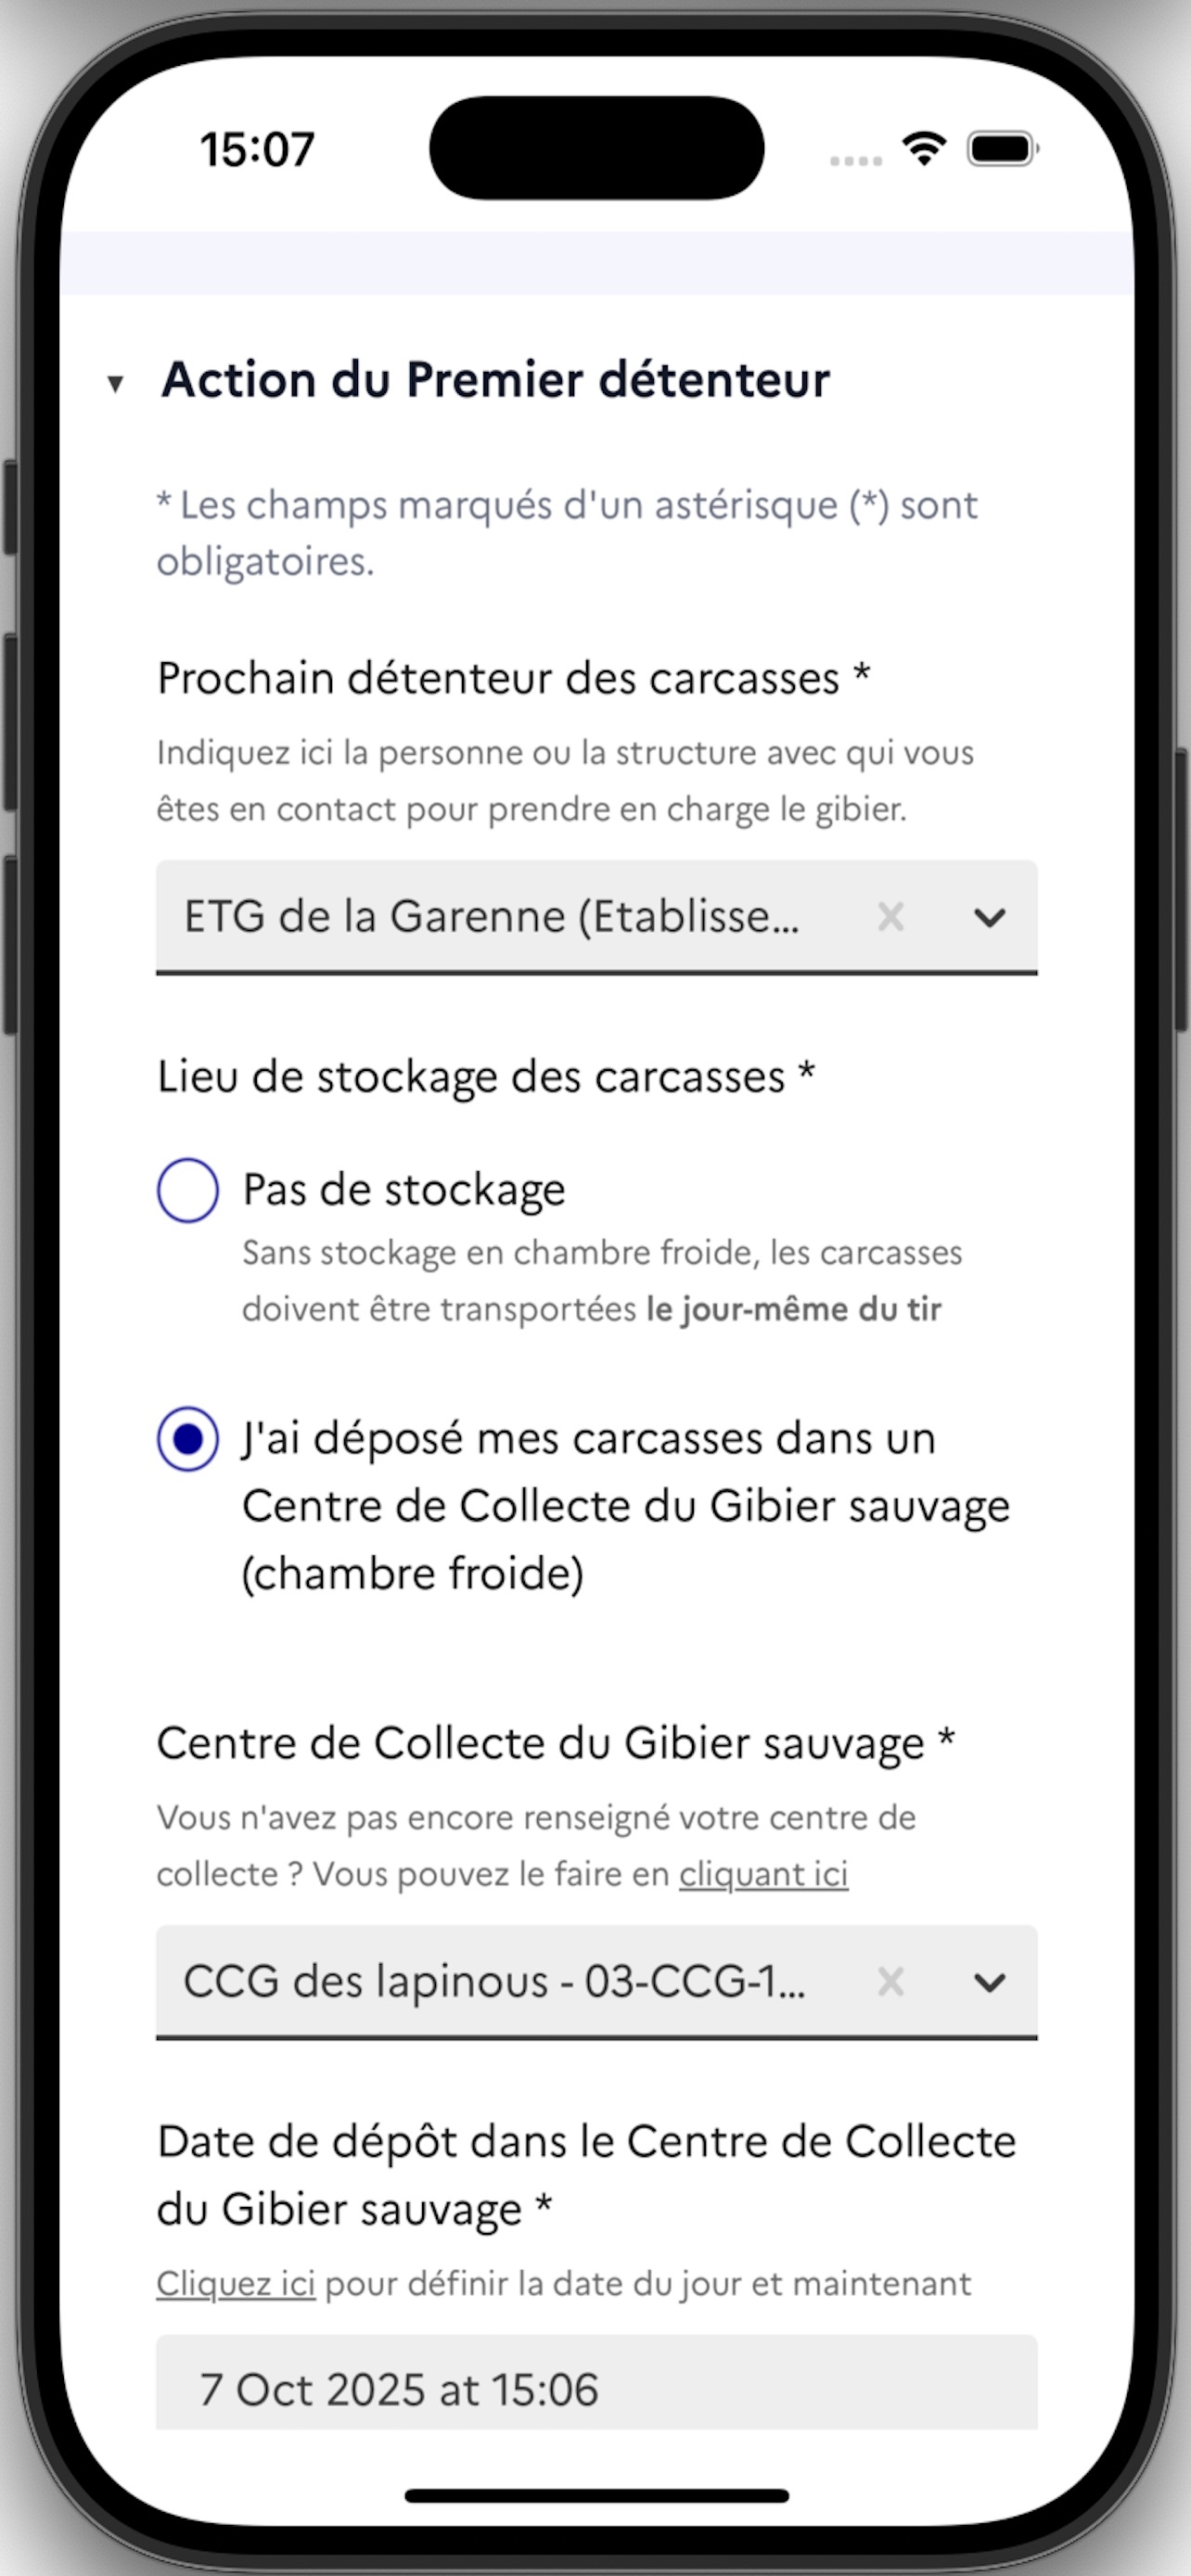 15:07
Action du Premier détenteur
* Les champs marqués d'un astérisque (*) sont
obligatoires.
Prochain détenteur des carcasses *
Indiquez ici la personne ou la structure avec qui vous
êtes en contact pour prendre en charge le gibier.
ETG de la Garenne (Etablisse...
Lieu de stockage des carcasses *
Pas de stockage
Sans stockage en chambre froide, les carcasses
doivent être transportées le jour-même du tir
J'ai déposé mes carcasses dans un
Centre de Collecte du Gibier sauvage
(chambre froide)
Centre de Collecte du Gibier sauvage *
Vous n'avez pas encore renseigné votre centre de
collecte ? Vous pouvez le faire en cliquant ici
CCG des lapinous - 03-CCG-1...
Date de dépôt dans le Centre de Collecte
du Gibier sauvage *
Cliquez ici pour définir la date du jour et maintenant
7 Oct 2025 at 15:06